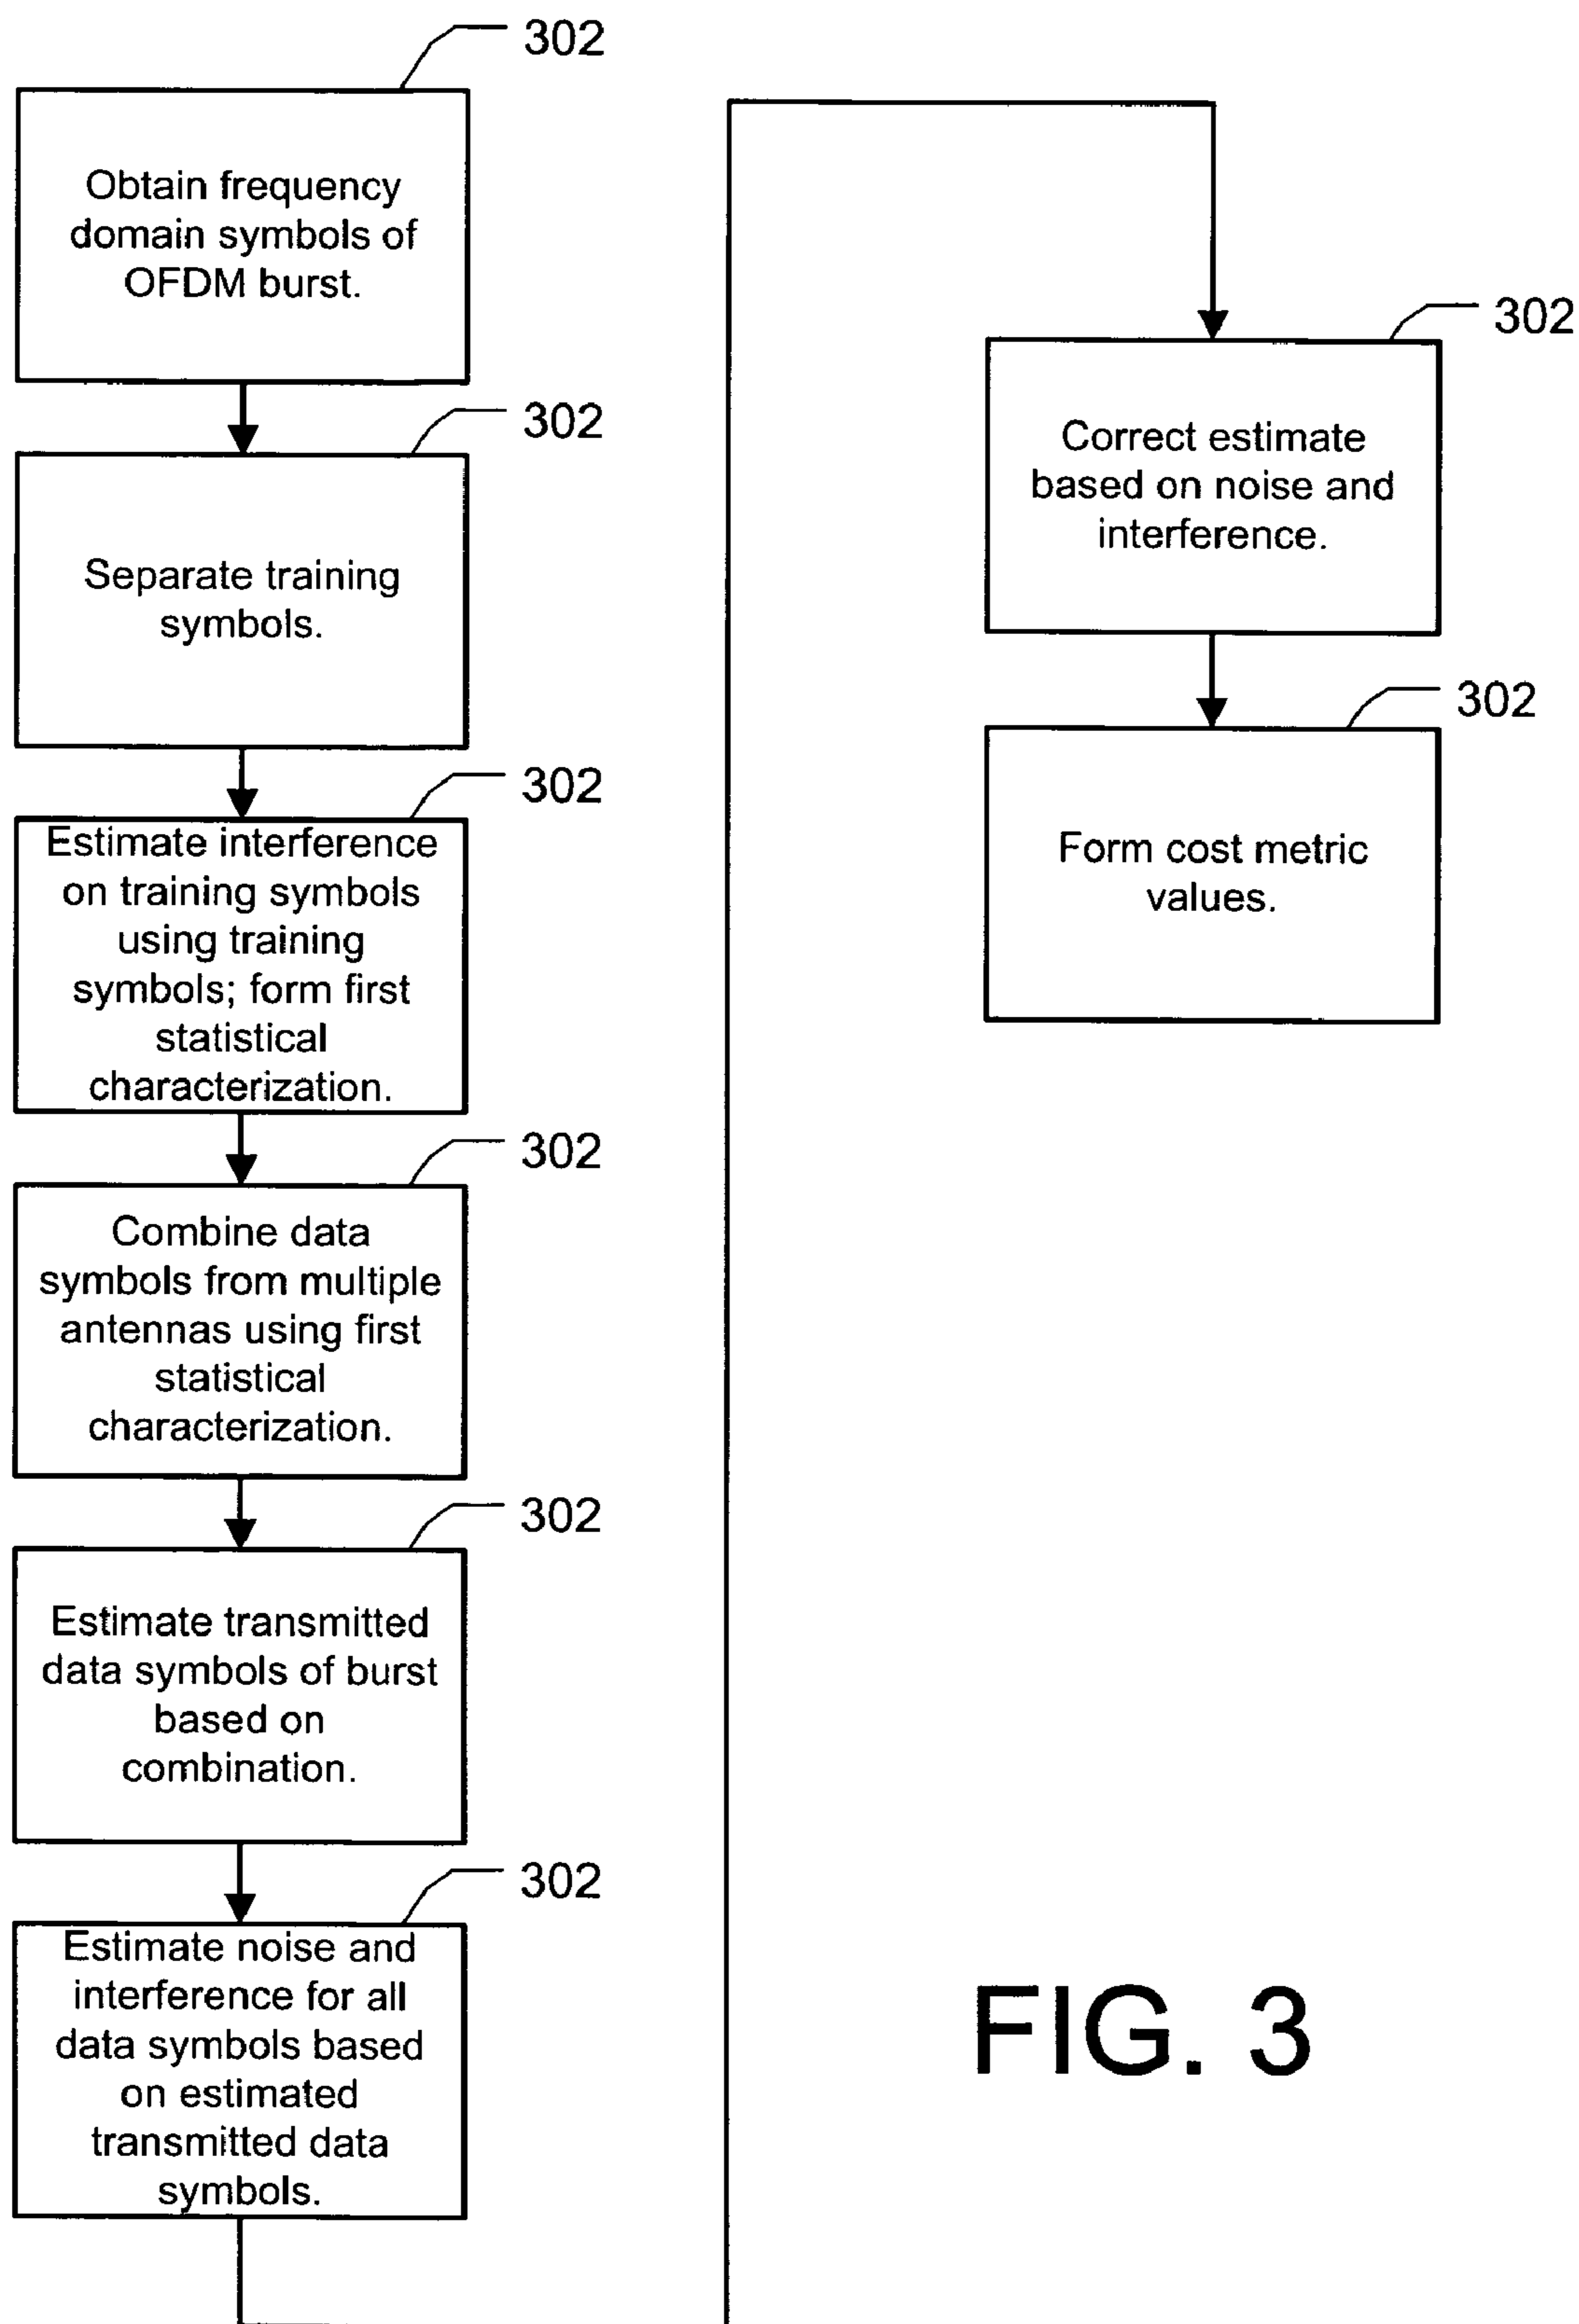 302
Obtain frequency
domain symbols of
OFDM burst.
302
Separate training
symbols.
302
Estimate interference
on training symbols
using training
symbols; form first
statistical
characterization.
302
Combine data
symbols from multiple
antennas using first
statistical
characterization.
302
Estimate transmitted
data symbols of burst
based on
combination.
302
Estimate noise and
interference for all
data symbols based
on estimated
transmitted data
symbols.
302
Correct estimate
based on noise and
interference.
302
Form cost metric
values.
FIG. 3